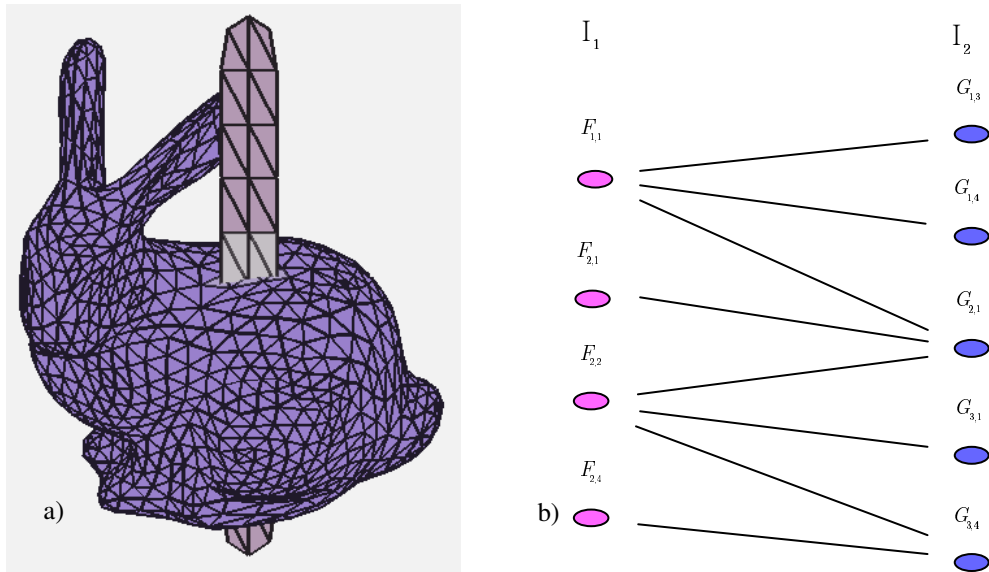 I₁
I₂
F₁,₁
F₂,₁
F₂,₂
F₂,₄
G₁,₃
G₁,₄
G₂,₁
G₃,₁
G₃,₄
a)
b)